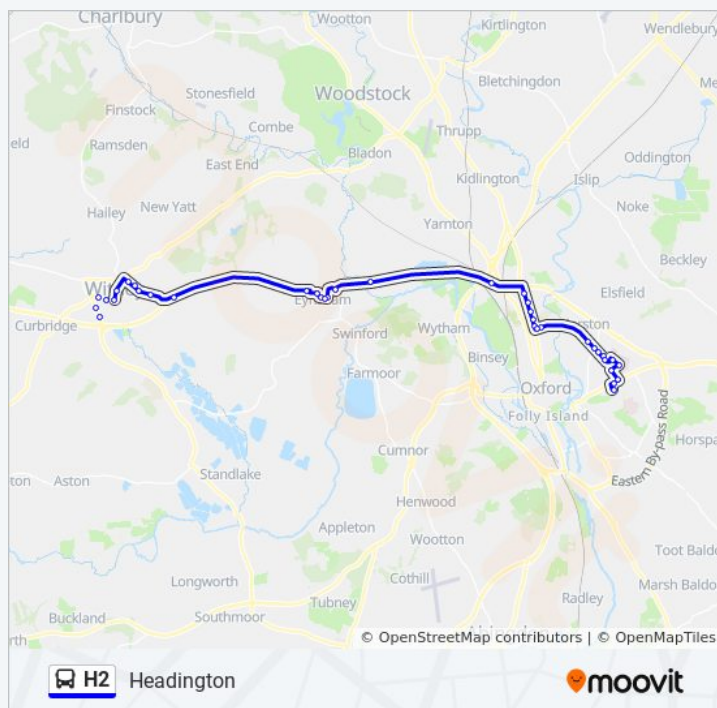 Charlbury
Wootton
Kirtlington
Wendlebury
Bletchingdon
Stonesfield
Woodstock
Finstock
Combe
Thrupp
Ramsden
Bladon
Oddington
East End
Kidlington
Islip
Hailey
New Yatt
Yarnton
Noke
Beckley
Elsfield
Curbridge
Swinford
Wytham
Binsey
Farmoor
Oxford
Folly Island
Cumnor
Eastern By-pass Road
Horspa
Aston
Standlake
Henwood
Appleton
Wootton
Toot Baldo
Cothill
Longworth
Tubney
Radley
Marsh Baldo
Buckland
Southmoor
© OpenStreetMap contributors | © OpenMapTiles
H2 Headington
moovit